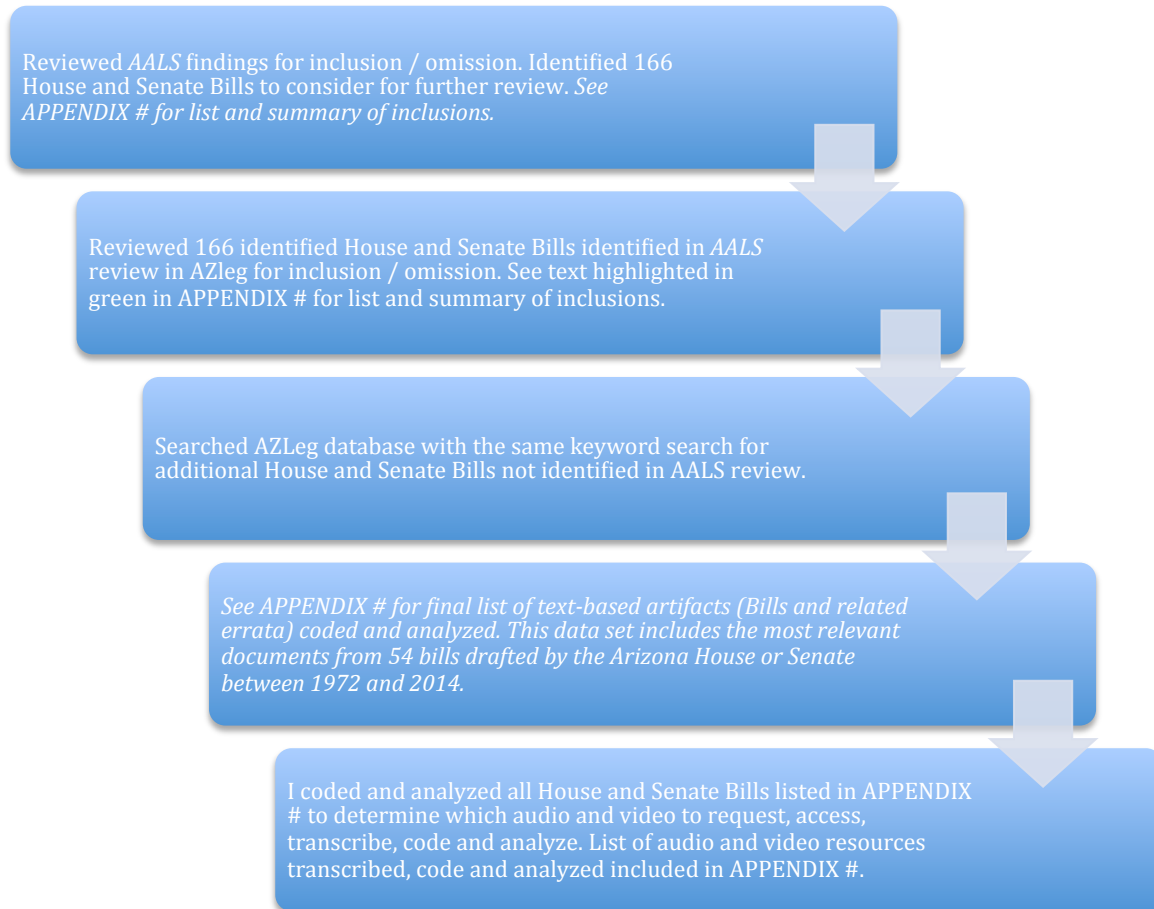 Reviewed AALS findings for inclusion / omission. Identified 166
House and Senate Bills to consider for further review. See
APPENDIX # for list and summary of inclusions.
Reviewed 166 identified House and Senate Bills identified in AALS
review in AZleg for inclusion / omission. See text highlighted in
green in APPENDIX # for list and summary of inclusions.
Searched AZLeg database with the same keyword search for
additional House and Senate Bills not identified in AALS review.
See APPENDIX # for final list of text-based artifacts (Bills and related
errata) coded and analyzed. This data set includes the most relevant
documents from 54 bills drafted by the Arizona House or Senate
between 1972 and 2014.
I coded and analyzed all House and Senate Bills listed in APPENDIX
# to determine which audio and video to request, access,
transcribe, code and analyze. List of audio and video resources
transcribed, code and analyzed included in APPENDIX #.